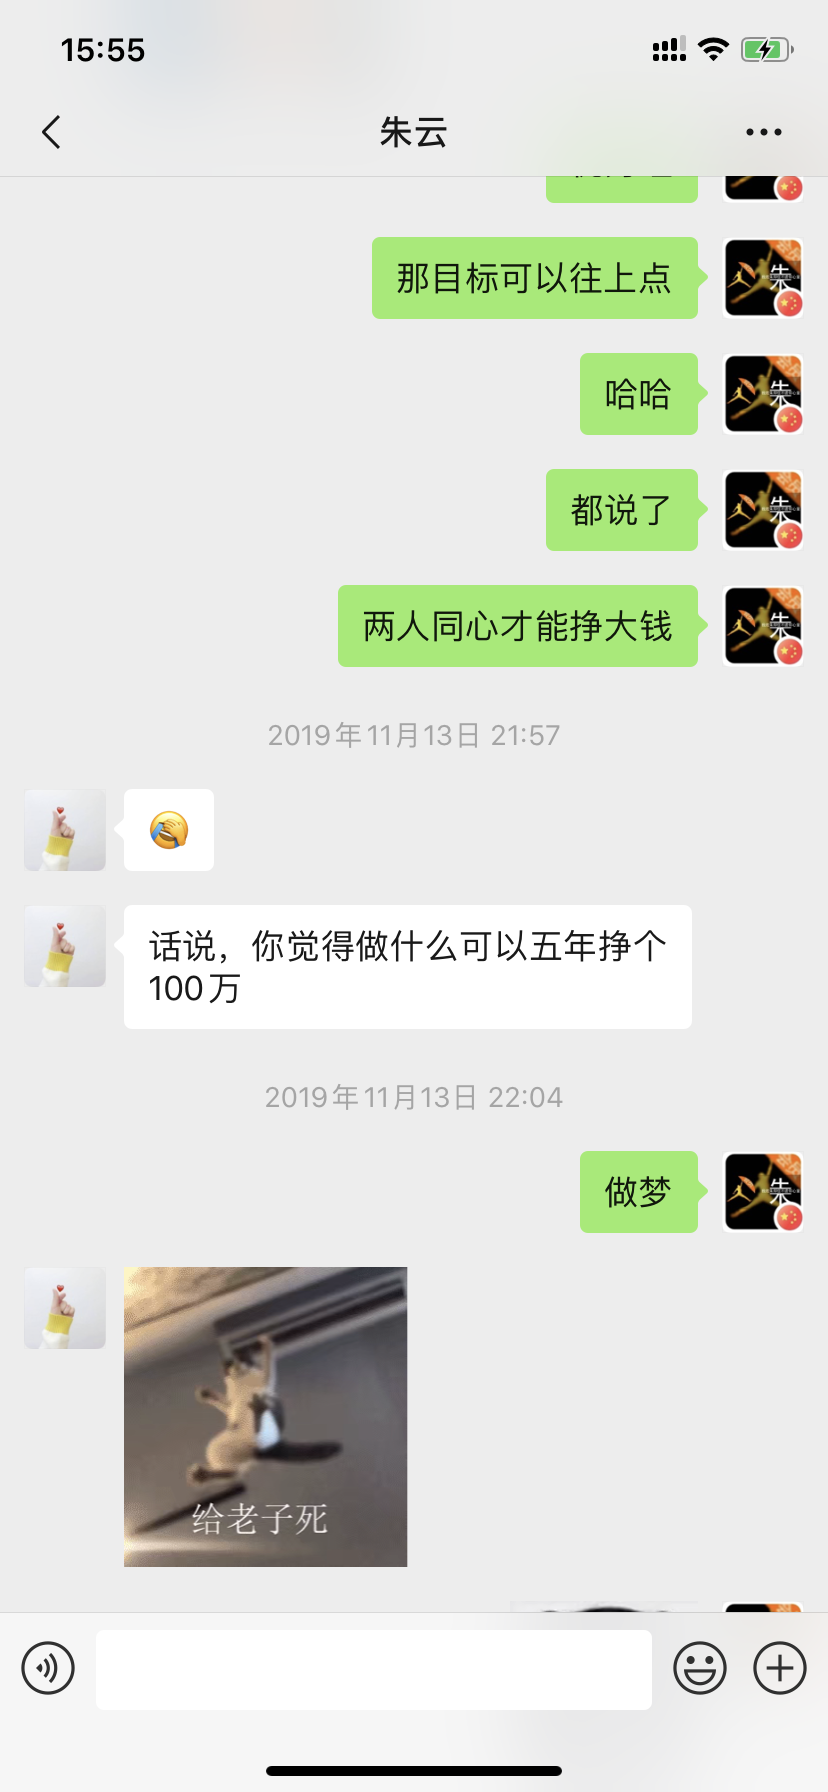 15:55
朱云
那目标可以往上点
哈哈
都说了
两人同心才能挣大钱
2019年11月13日 21:57
话说，你觉得做什么可以五年挣个
100万
2019年11月13日 22:04
做梦
给老子死